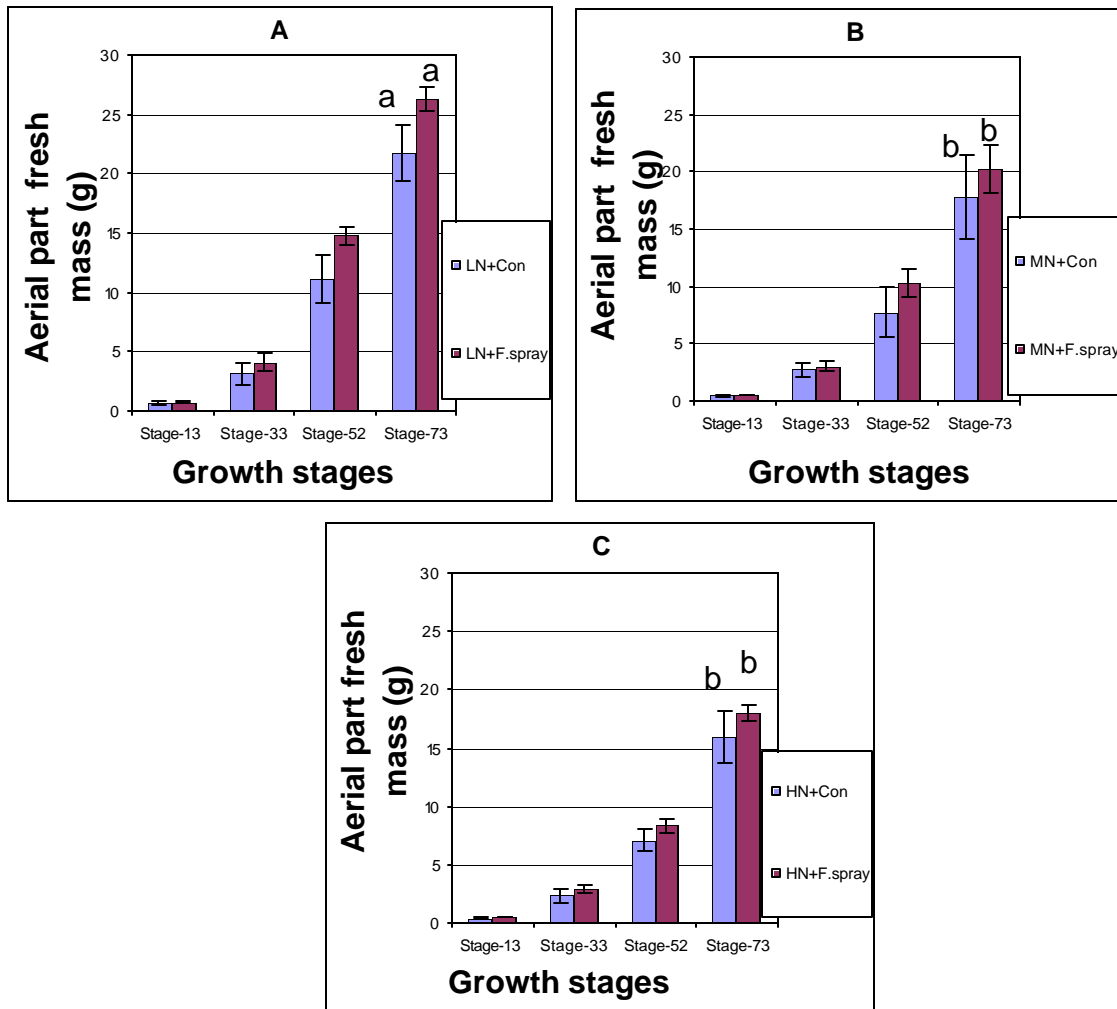 A
30
25
20
15
10
5
0
Aerial part fresh
mass (g)
a
a
LN+Con
LN+F.spray
Stage-13 Stage-33 Stage-52 Stage-73
Growth stages
B
30
25
20
15
10
5
0
Aerial part fresh
mass (g)
b
b
MN+Con
MN+F.spray
Stage-13 Stage-33 Stage-52 Stage-73
Growth stages
C
30
25
20
15
10
5
0
Aerial part fresh
mass (g)
b
b
HN+Con
HN+F.spray
Stage-13 Stage-33 Stage-52 Stage-73
Growth stages